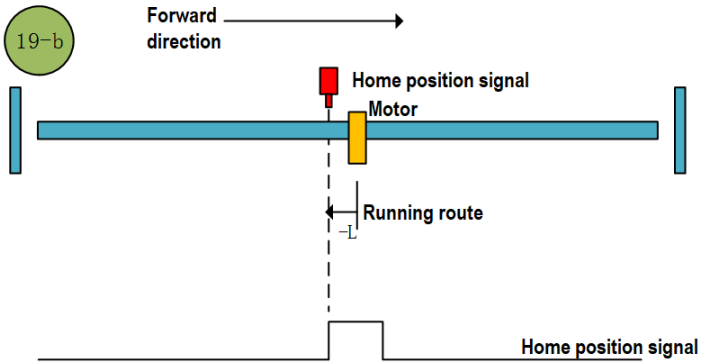 19-b
Forward
direction
Home position signal
Motor
Running route
-L
Home position signal